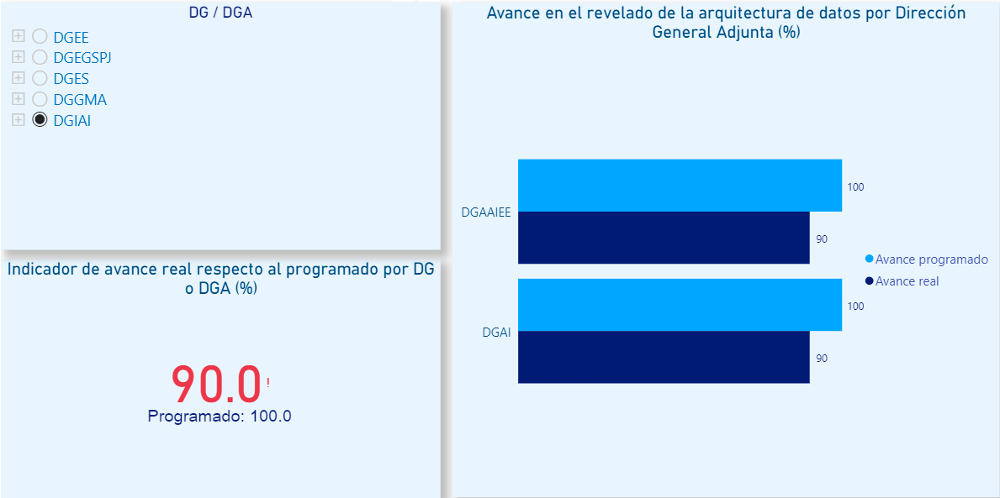 DG / DGA
DGEE
DGEGSPJ
DGES
DGGMA
DGIAI
Indicador de avance real respecto al programado por DG
o DGA (%)
90.0!
Programado: 100.0
Avance en el revelado de la arquitectura de datos por Dirección
General Adjunta (%)
100
DGAAIEE
90
100
DGAI
90
Avance programado
Avance real